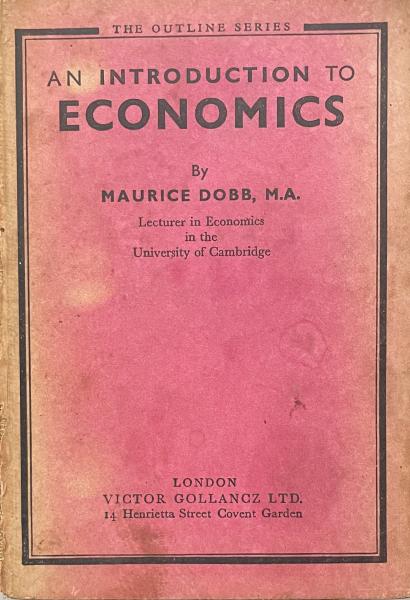 THE OUTLINE SERIES
AN INTRODUCTION TO
ECONOMICS
By
MAURICE DOBB, M.A.
Lecturer in Economics
in the
University of Cambridge
LONDON
VICTOR GOLLANCZ LTD.
14 Henrietta Street Covent Garden